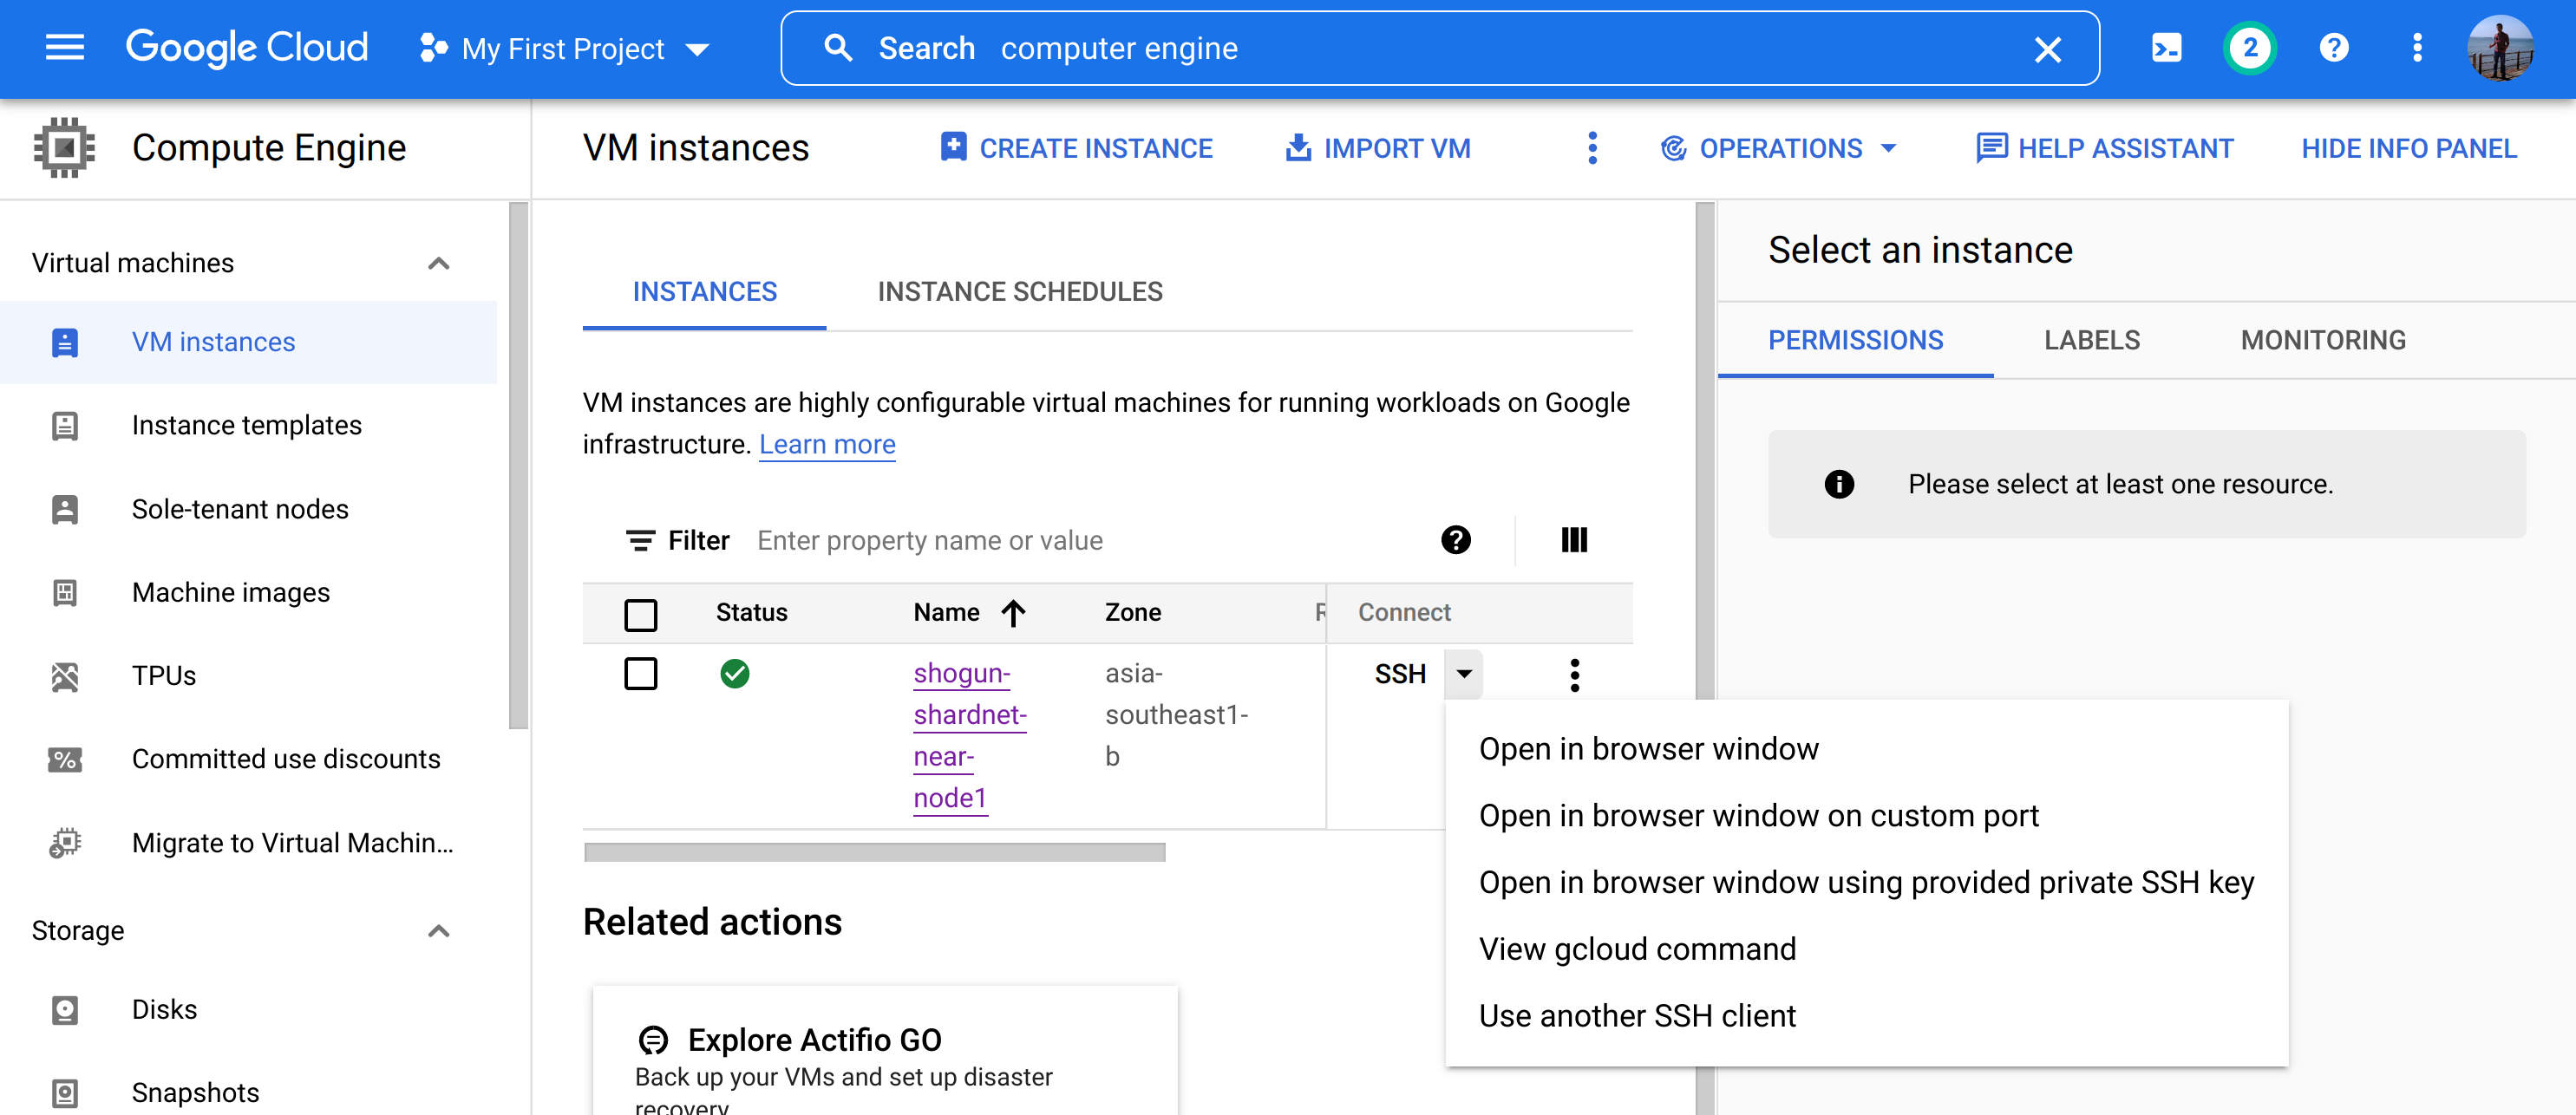 Google Cloud
My First Project
Search computer engine
2
Compute Engine
VM instances
CREATE INSTANCE
IMPORT VM
OPERATIONS
HELP ASSISTANT
HIDE INFO PANEL
Virtual machines
VM instances
Instance templates
Sole-tenant nodes
Machine images
TPUs
Committed use discounts
Migrate to Virtual Machin...
Storage
Disks
Snapshots
INSTANCES
INSTANCE SCHEDULES
VM instances are highly configurable virtual machines for running workloads on Google
infrastructure. Learn more
Filter Enter property name or value
Status Name Zone R Connect
shogun-
shardnet-
near-
node1
asia-
southeast1-
b
SSH
Open in browser window
Open in browser window on custom port
Open in browser window using provided private SSH key
View gcloud command
Use another SSH client
Related actions
Explore Actifio GO
Back up your VMs and set up disaster
recovery
Select an instance
PERMISSIONS
LABELS
MONITORING
Please select at least one resource.